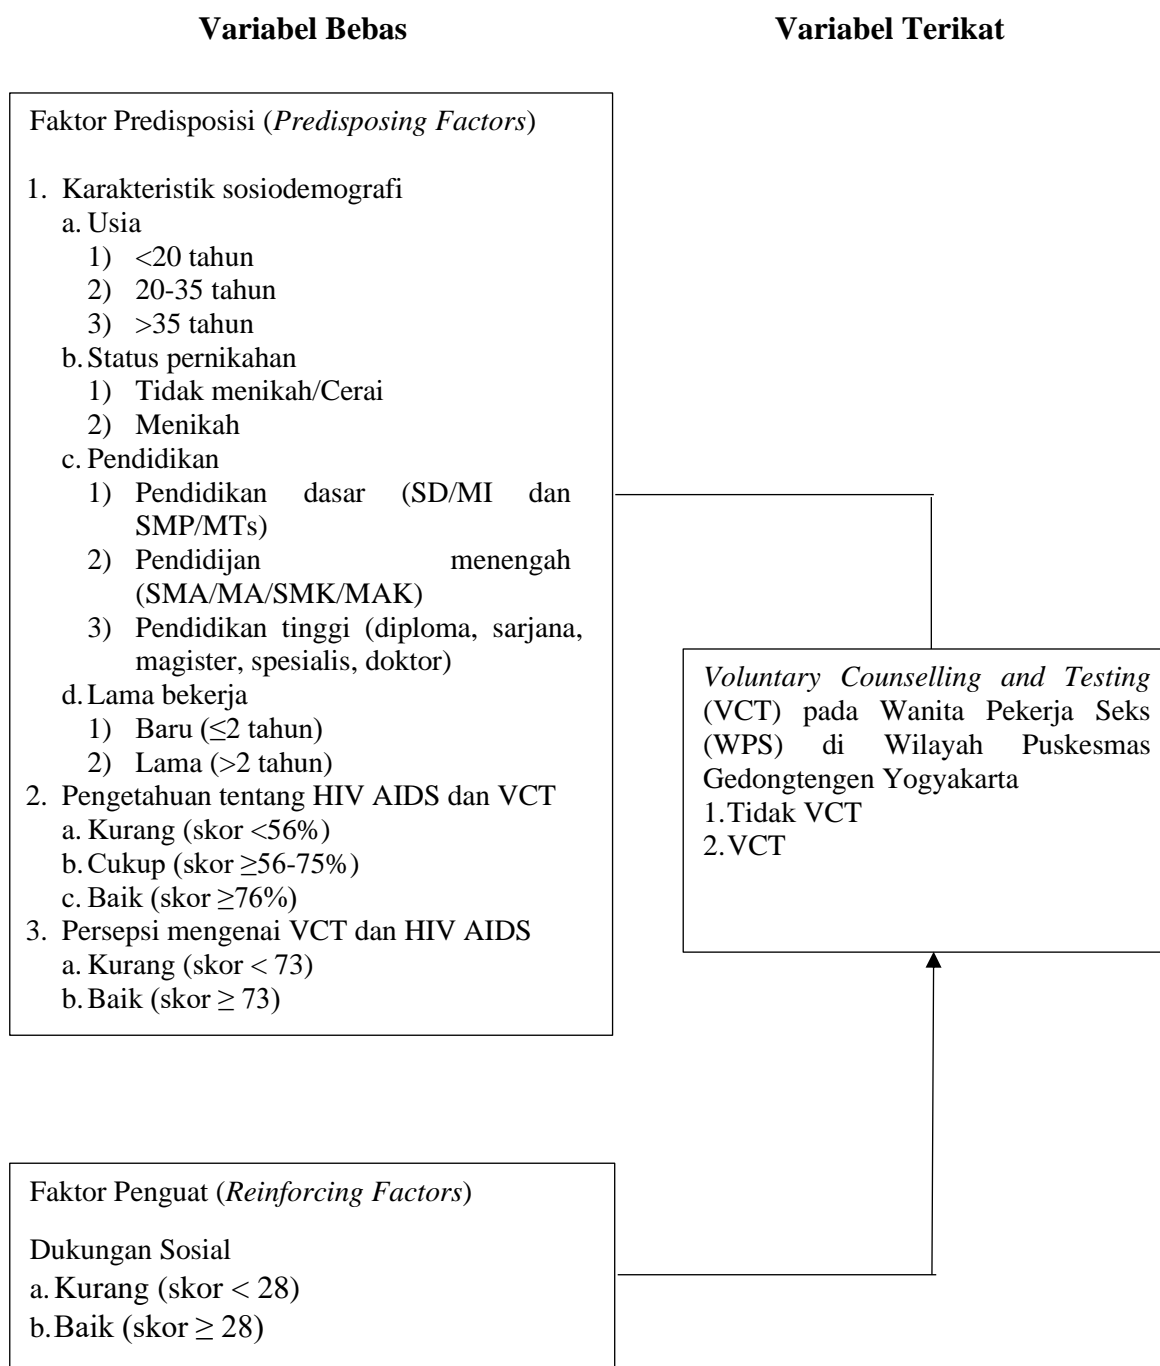 Variabel Bebas
Variabel Terikat
Faktor Predisposisi (Predisposing Factors)
1. Karakteristik sosiodemografi
a. Usia
1) <20 tahun
2) 20-35 tahun
3) >35 tahun
b. Status pernikahan
1) Tidak menikah/Cerai
2) Menikah
c. Pendidikan
1) Pendidikan dasar (SD/MI dan
SMP/MTs)
2) Pendidijan menengah
(SMA/MA/SMK/MAK)
3) Pendidikan tinggi (diploma, sarjana,
magister, spesialis, doktor)
d. Lama bekerja
1) Baru (≤2 tahun)
2) Lama (>2 tahun)
2. Pengetahuan tentang HIV AIDS dan VCT
a. Kurang (skor <56%)
b. Cukup (skor ≥56-75%)
c. Baik (skor ≥76%)
3. Persepsi mengenai VCT dan HIV AIDS
a. Kurang (skor < 73)
b. Baik (skor ≥ 73)
Voluntary Counselling and Testing
(VCT) pada Wanita Pekerja Seks
(WPS) di Wilayah Puskesmas
Gedongtengen Yogyakarta
1. Tidak VCT
2. VCT
Faktor Penguat (Reinforcing Factors)
Dukungan Sosial
a. Kurang (skor < 28)
b. Baik (skor ≥ 28)